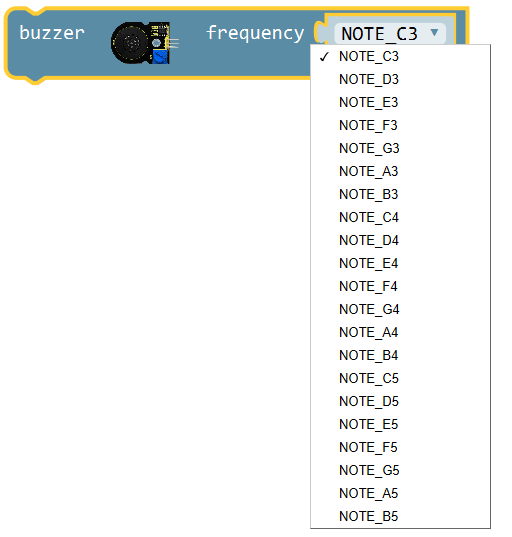 buzzer frequency NOTE_C3 ▼
✓ NOTE_C3
NOTE_D3
NOTE_E3
NOTE_F3
NOTE_G3
NOTE_A3
NOTE_B3
NOTE_C4
NOTE_D4
NOTE_E4
NOTE_F4
NOTE_G4
NOTE_A4
NOTE_B4
NOTE_C5
NOTE_D5
NOTE_E5
NOTE_F5
NOTE_G5
NOTE_A5
NOTE_B5